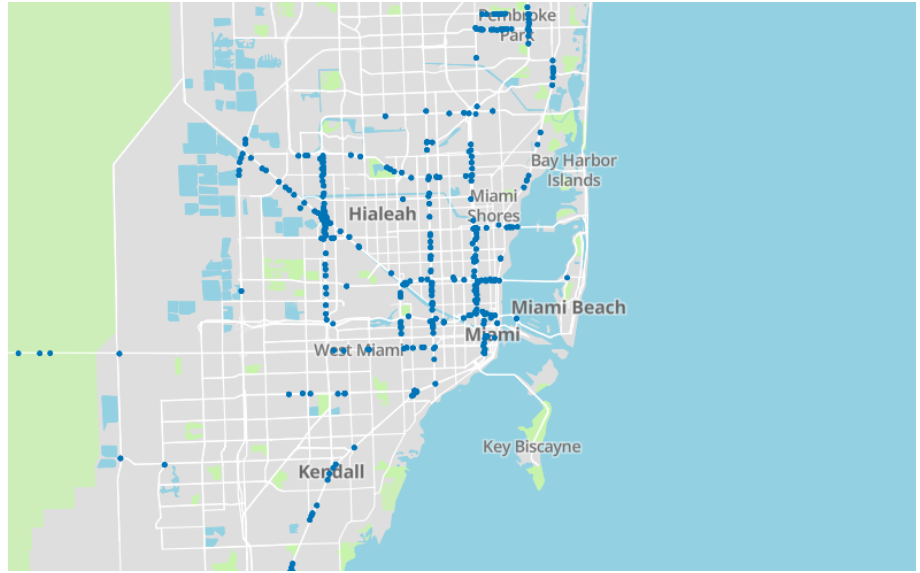 Pembroke
Park
Bay Harbor
Islands
Miami
Shores
Hialeah
Miami Beach
Miami
West Miami
Key Biscayne
Kendall